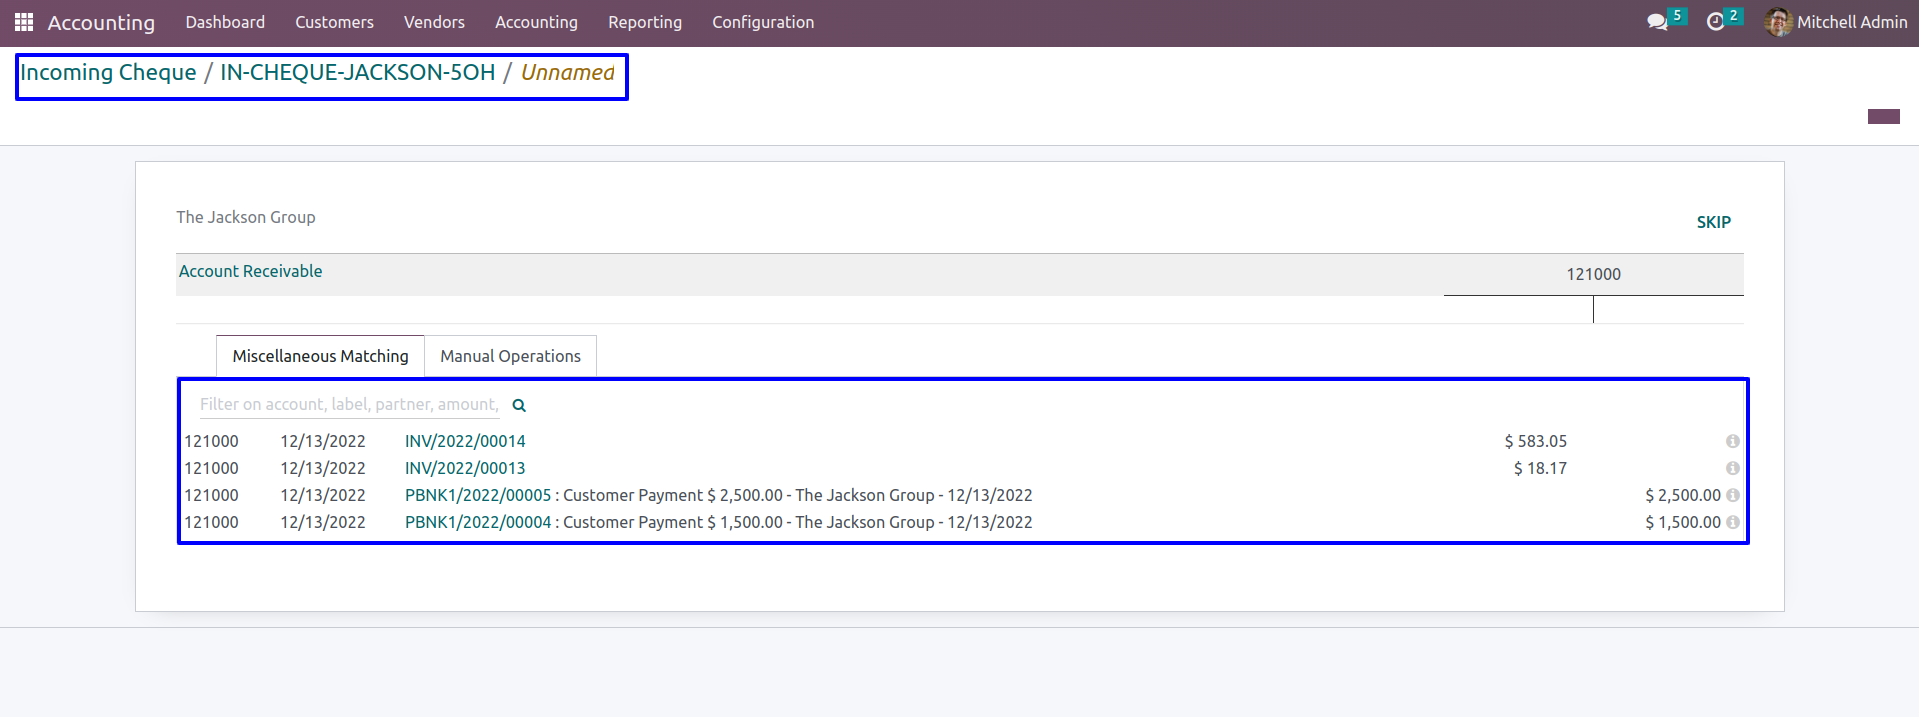 Accounting Dashboard Customers Vendors Accounting Reporting Configuration 5 2 Mitchell Admin
Incoming Cheque / IN-CHEQUE-JACKSON-5OH / Unnamed
The Jackson Group
SKIP
Account Receivable 121000
Miscellaneous Matching Manual Operations
Filter on account, label, partner, amount,
121000 12/13/2022 INV/2022/00014 $ 583.05
121000 12/13/2022 INV/2022/00013 $ 18.17
121000 12/13/2022 PBNK1/2022/00005 : Customer Payment $ 2,500.00 - The Jackson Group - 12/13/2022 $ 2,500.00
121000 12/13/2022 PBNK1/2022/00004 : Customer Payment $ 1,500.00 - The Jackson Group - 12/13/2022 $ 1,500.00